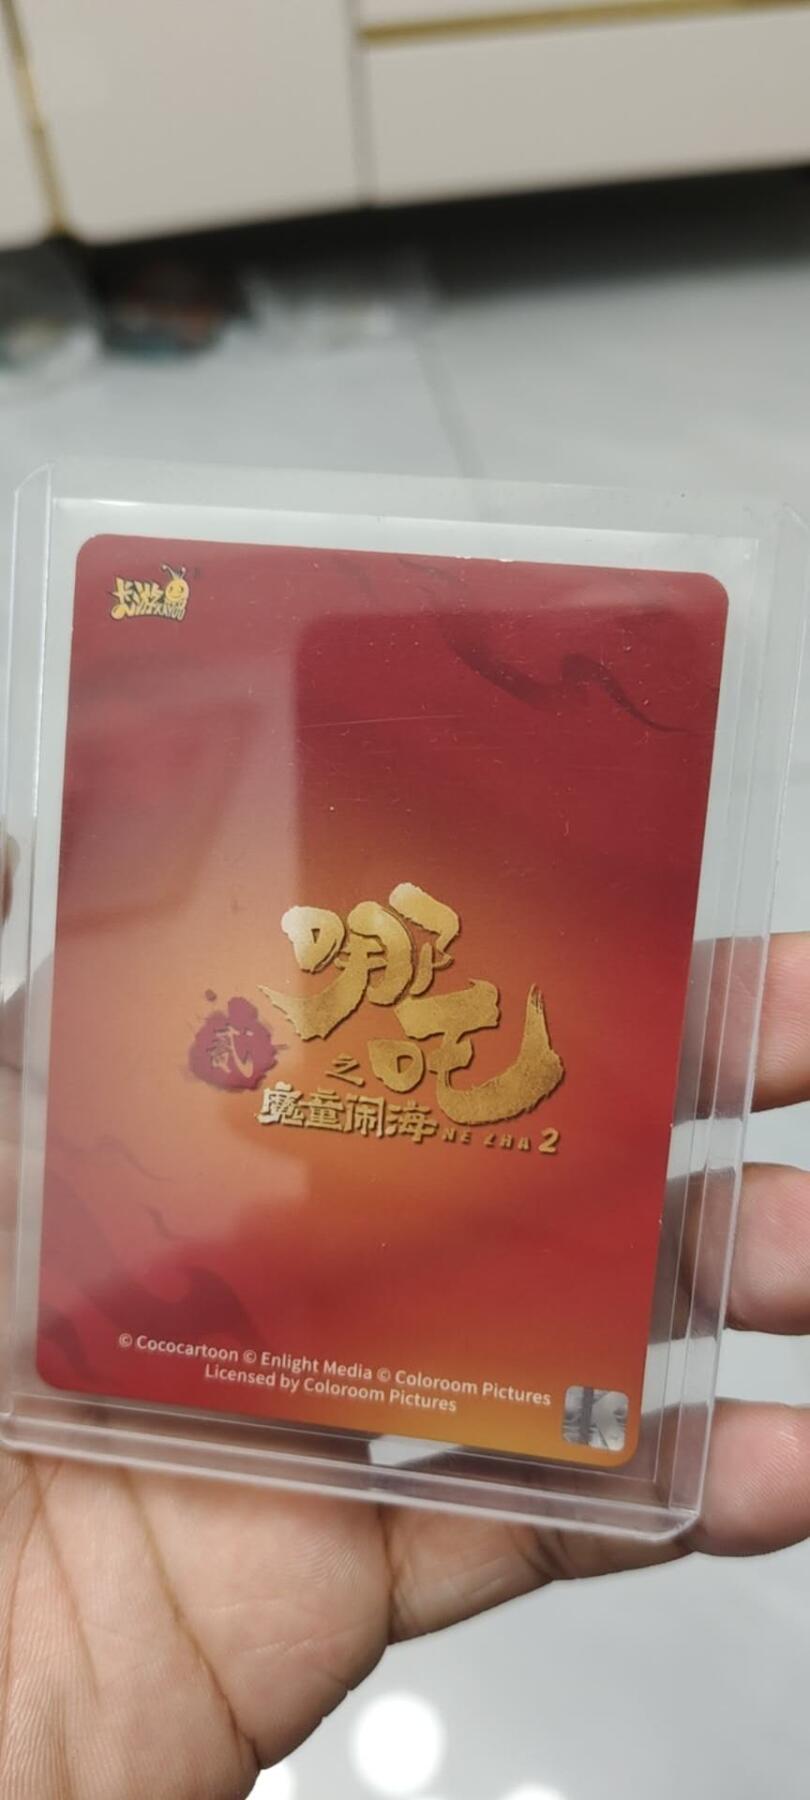 卡游
KAYOU
哪吒
贰
之
魔童闹海 NE ZHA 2
© Cococartoon © Enlight Media © Coloroom Pictures
Licensed by Coloroom Pictures